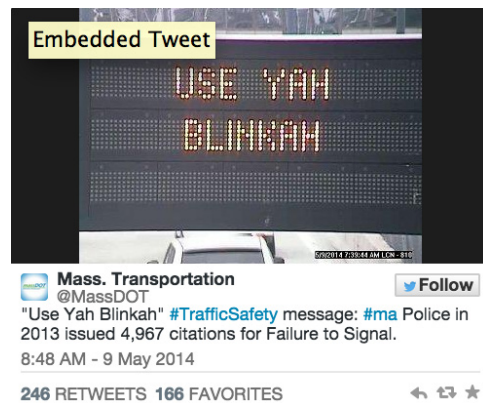 Embedded Tweet
USE YAH
BLINKAH
5/9/2014 7:39:44 AM LCN - 810
massDOT
Mass. Transportation
@MassDOT
Follow
"Use Yah Blinkah" #TrafficSafety message: #ma Police in
2013 issued 4,967 citations for Failure to Signal.
8:48 AM - 9 May 2014
246 RETWEETS 166 FAVORITES